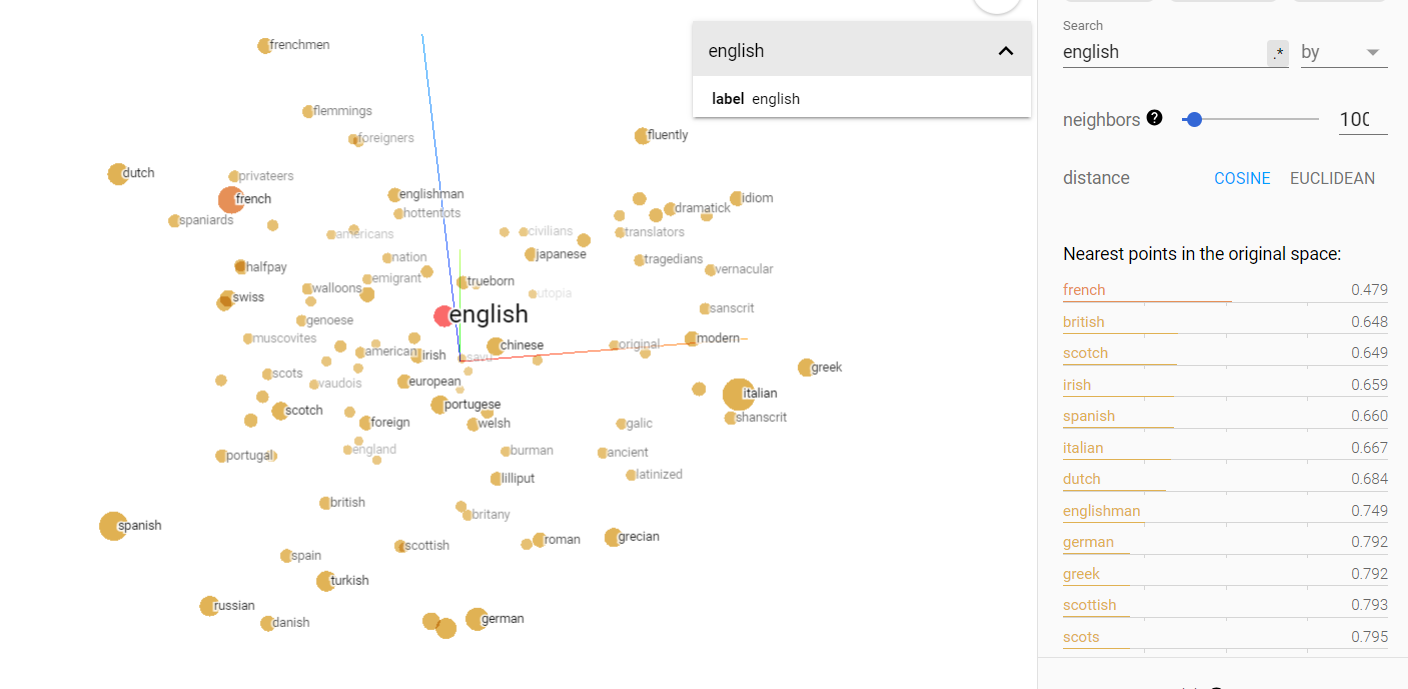 frenchmen
flemmings
foreigners
fluently
dutch
privateers
french
englishman
idiom
spaniards
hottentots
dramatick
americans
civilians
translators
nation
japanese
tragedians
halfpay
emigrant
trueborn
vernacular
walloons
utopia
swiss
english
sanscrit
genoese
muscovites
chinese
original
modern
american
irish
savu
greek
scots
vaudois
european
italian
scotch
portugese
foreign
welsh
galic
shanscrit
england
burman
ancient
portugal
lilliput
latinized
british
britany
spanish
scottish
roman
grecian
spain
turkish
russian
danish
german
english
label english
Search
english .* by
neighbors ? 100
distance COSINE EUCLIDEAN
Nearest points in the original space:
french 0.479
british 0.648
scotch 0.649
irish 0.659
spanish 0.660
italian 0.667
dutch 0.684
englishman 0.749
german 0.792
greek 0.792
scottish 0.793
scots 0.795